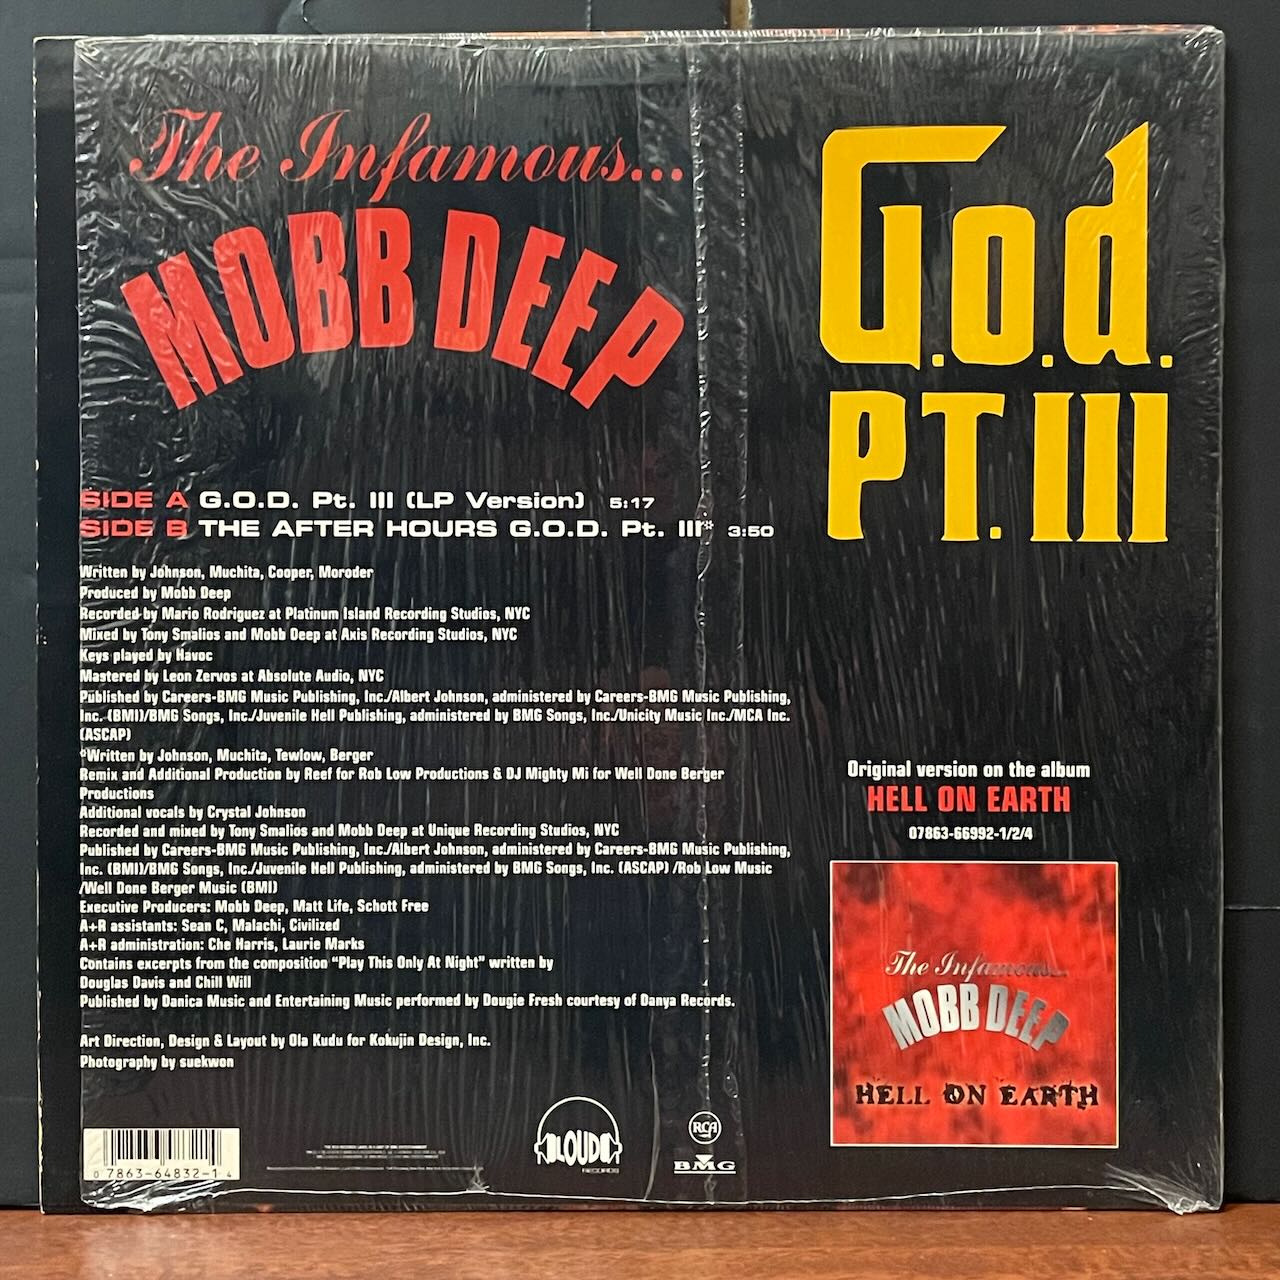 The Infamous...
MOBB DEEP
G.o.d.
PT.III
SIDE A G.O.D. Pt. III (LP Version) 5:17
SIDE B THE AFTER HOURS G.O.D. Pt. III* 3:50
Written by Johnson, Muchita, Cooper, Moroder
Produced by Mobb Deep
Recorded by Mario Rodriguez at Platinum Island Recording Studios, NYC
Mixed by Tony Smalios and Mobb Deep at Axis Recording Studios, NYC
Keys played by Havoc
Mastered by Leon Zervos at Absolute Audio, NYC
Published by Careers-BMG Music Publishing, Inc./Albert Johnson, administered by Careers-BMG Music Publishing,
Inc. (BMI)/BMG Songs, Inc./Juvenile Hell Publishing, administered by BMG Songs, Inc./Unicity Music Inc./MCA Inc.
(ASCAP)
*Written by Johnson, Muchita, Tewlow, Berger
Remix and Additional Production by Reef for Rob Low Productions & DJ Mighty Mi for Well Done Berger
Productions
Additional vocals by Crystal Johnson
Recorded and mixed by Tony Smalios and Mobb Deep at Unique Recording Studios, NYC
Published by Careers-BMG Music Publishing, Inc./Albert Johnson, administered by Careers-BMG Music Publishing,
Inc. (BMI)/BMG Songs, Inc./Juvenile Hell Publishing, administered by BMG Songs, Inc. (ASCAP) /Rob Low Music
/Well Done Berger Music (BMI)
Executive Producers: Mobb Deep, Matt Life, Schott Free
A+R assistants: Sean C, Malachi, Civilized
A+R administration: Che Harris, Laurie Marks
Contains excerpts from the composition "Play This Only At Night" written by
Douglas Davis and Chill Will
Published by Danica Music and Entertaining Music performed by Dougie Fresh courtesy of Danya Records.
Art Direction, Design & Layout by Ola Kudu for Kokujin Design, Inc.
Photography by suekwon
Original version on the album
HELL ON EARTH
07863-66992-1/2/4
The Infamous...
MOBB DEEP
HELL ON EARTH
0 7863-64832-1 4
LOUD
RECORDS
RCA
BMG